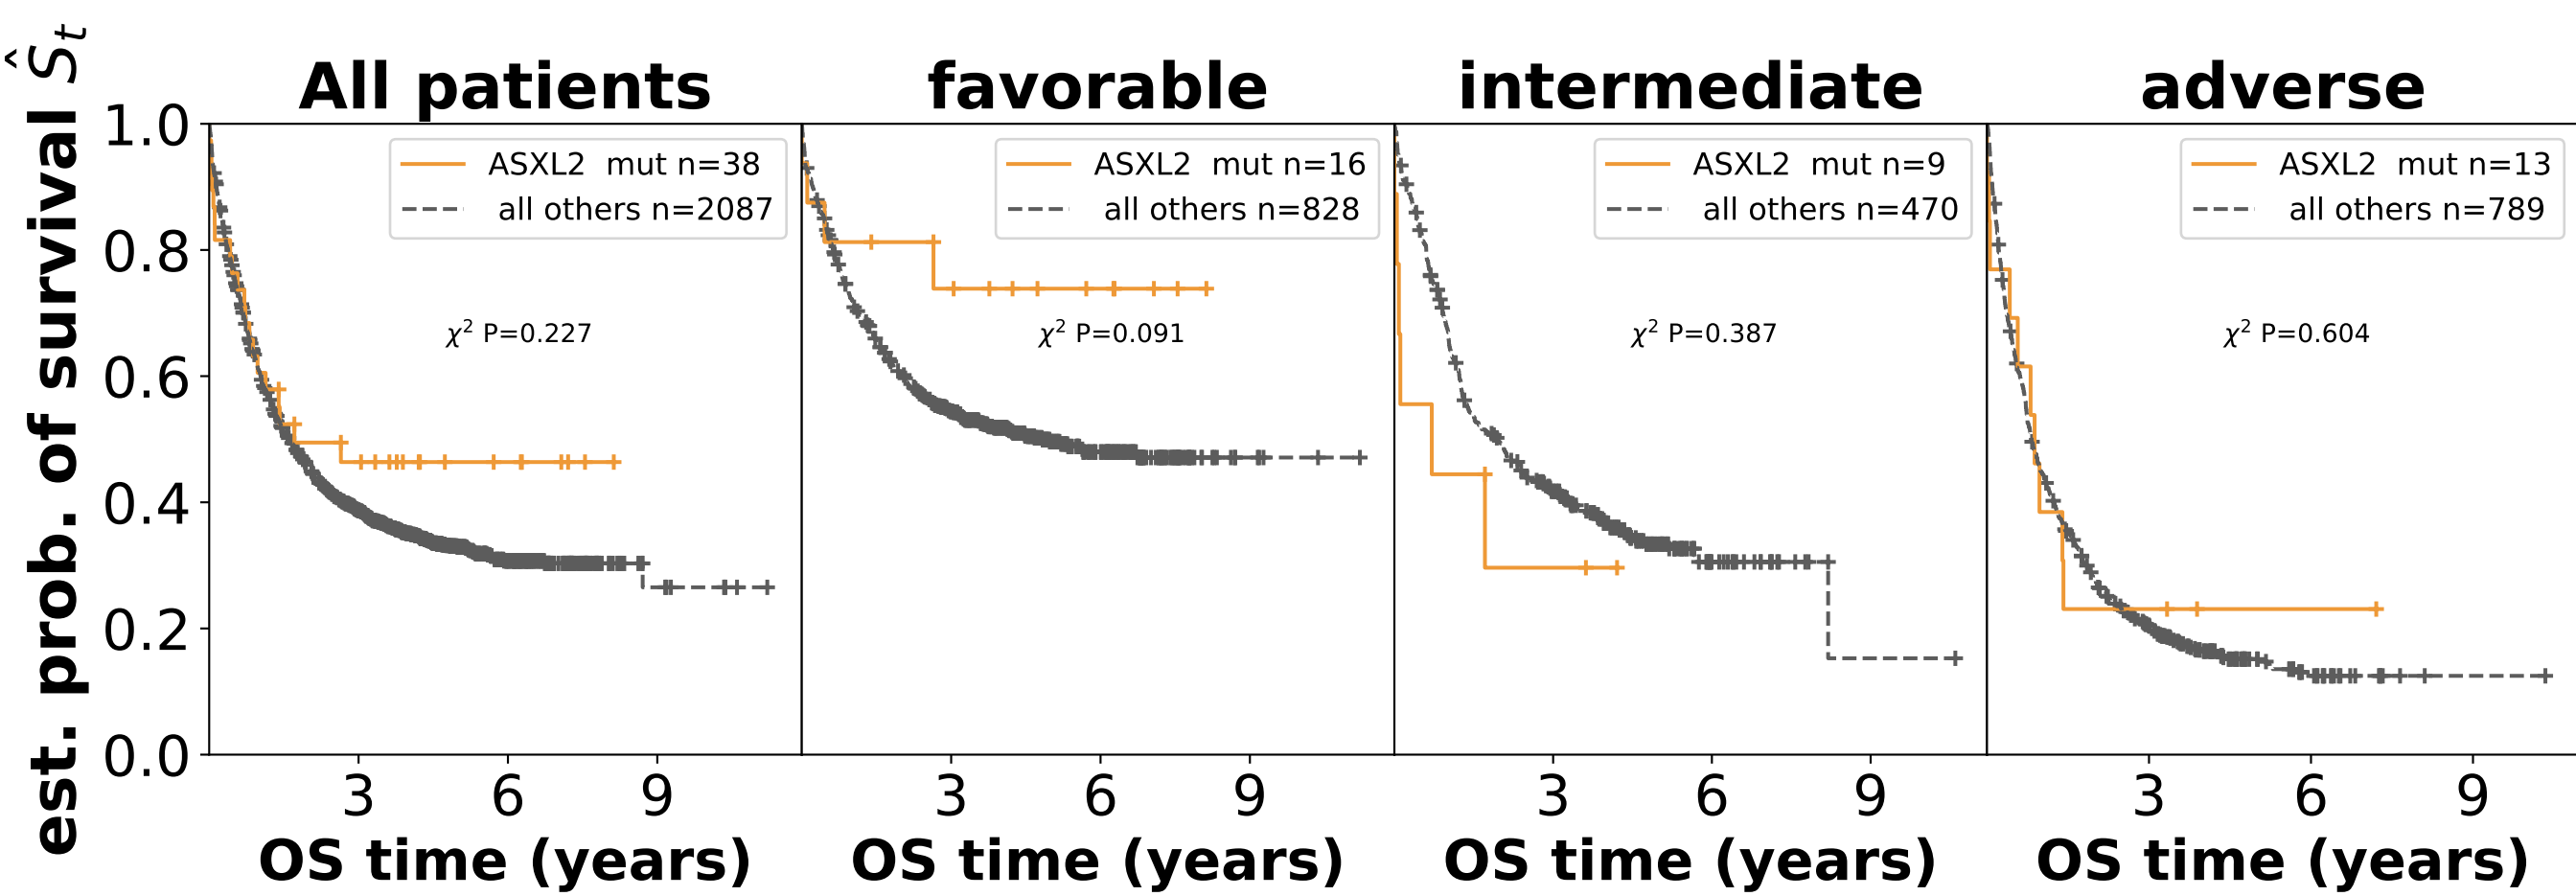 est. prob. of survival Ŝt
All patients
1.0
0.8
0.6
0.4
0.2
0.0
ASXL2 mut n=38
all others n=2087
χ² P=0.227
3 6 9
OS time (years)
favorable
ASXL2 mut n=16
all others n=828
χ² P=0.091
3 6 9
OS time (years)
intermediate
ASXL2 mut n=9
all others n=470
χ² P=0.387
3 6 9
OS time (years)
adverse
ASXL2 mut n=13
all others n=789
χ² P=0.604
3 6 9
OS time (years)